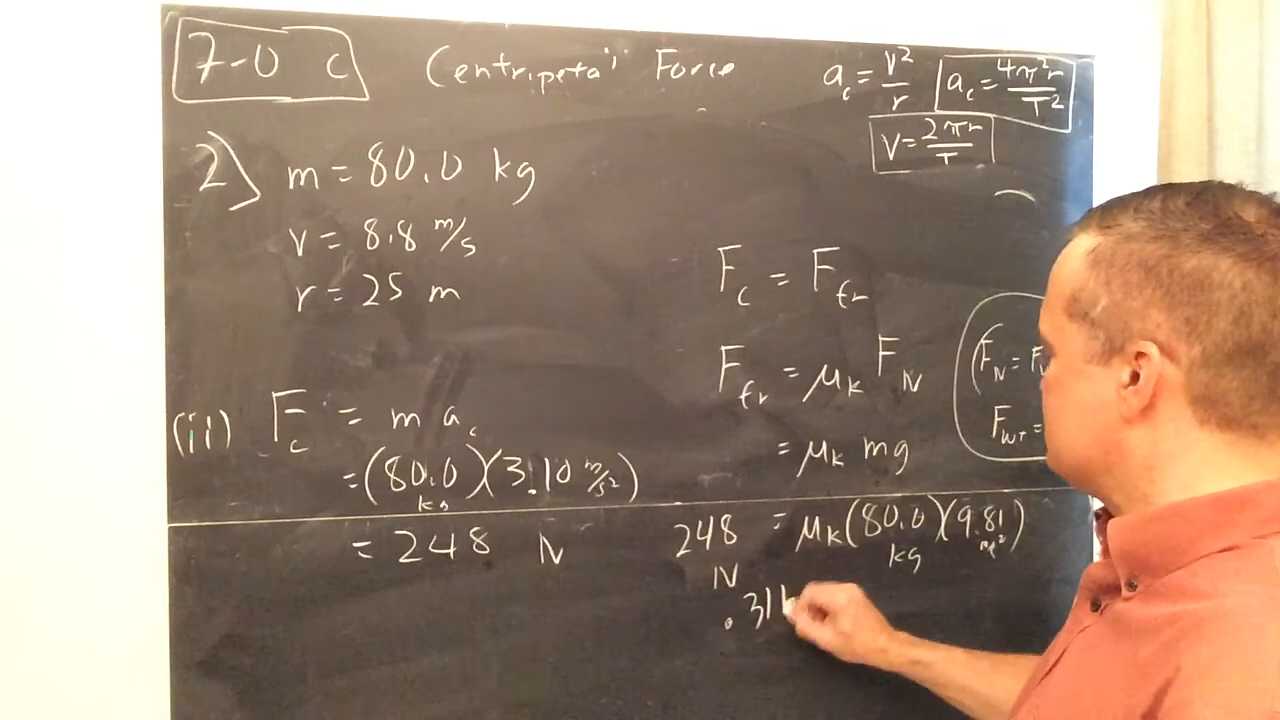 7-0 c
Centripetal Force
a_c = v²/r
a_c = 4π²r/T²
v = 2πr/T
2) m = 80.0 kg
v = 8.8 m/s
r = 25 m
F_c = F_fr
F_fr = μ_K F_N
= μ_K mg
(F_N = F
F_WT =
(ii) F_c = m a_c
= (80.0 kg)(3.10 m/s²)
= 248 N
248 N = μ_K (80.0 kg)(9.81 m/s²)
.31